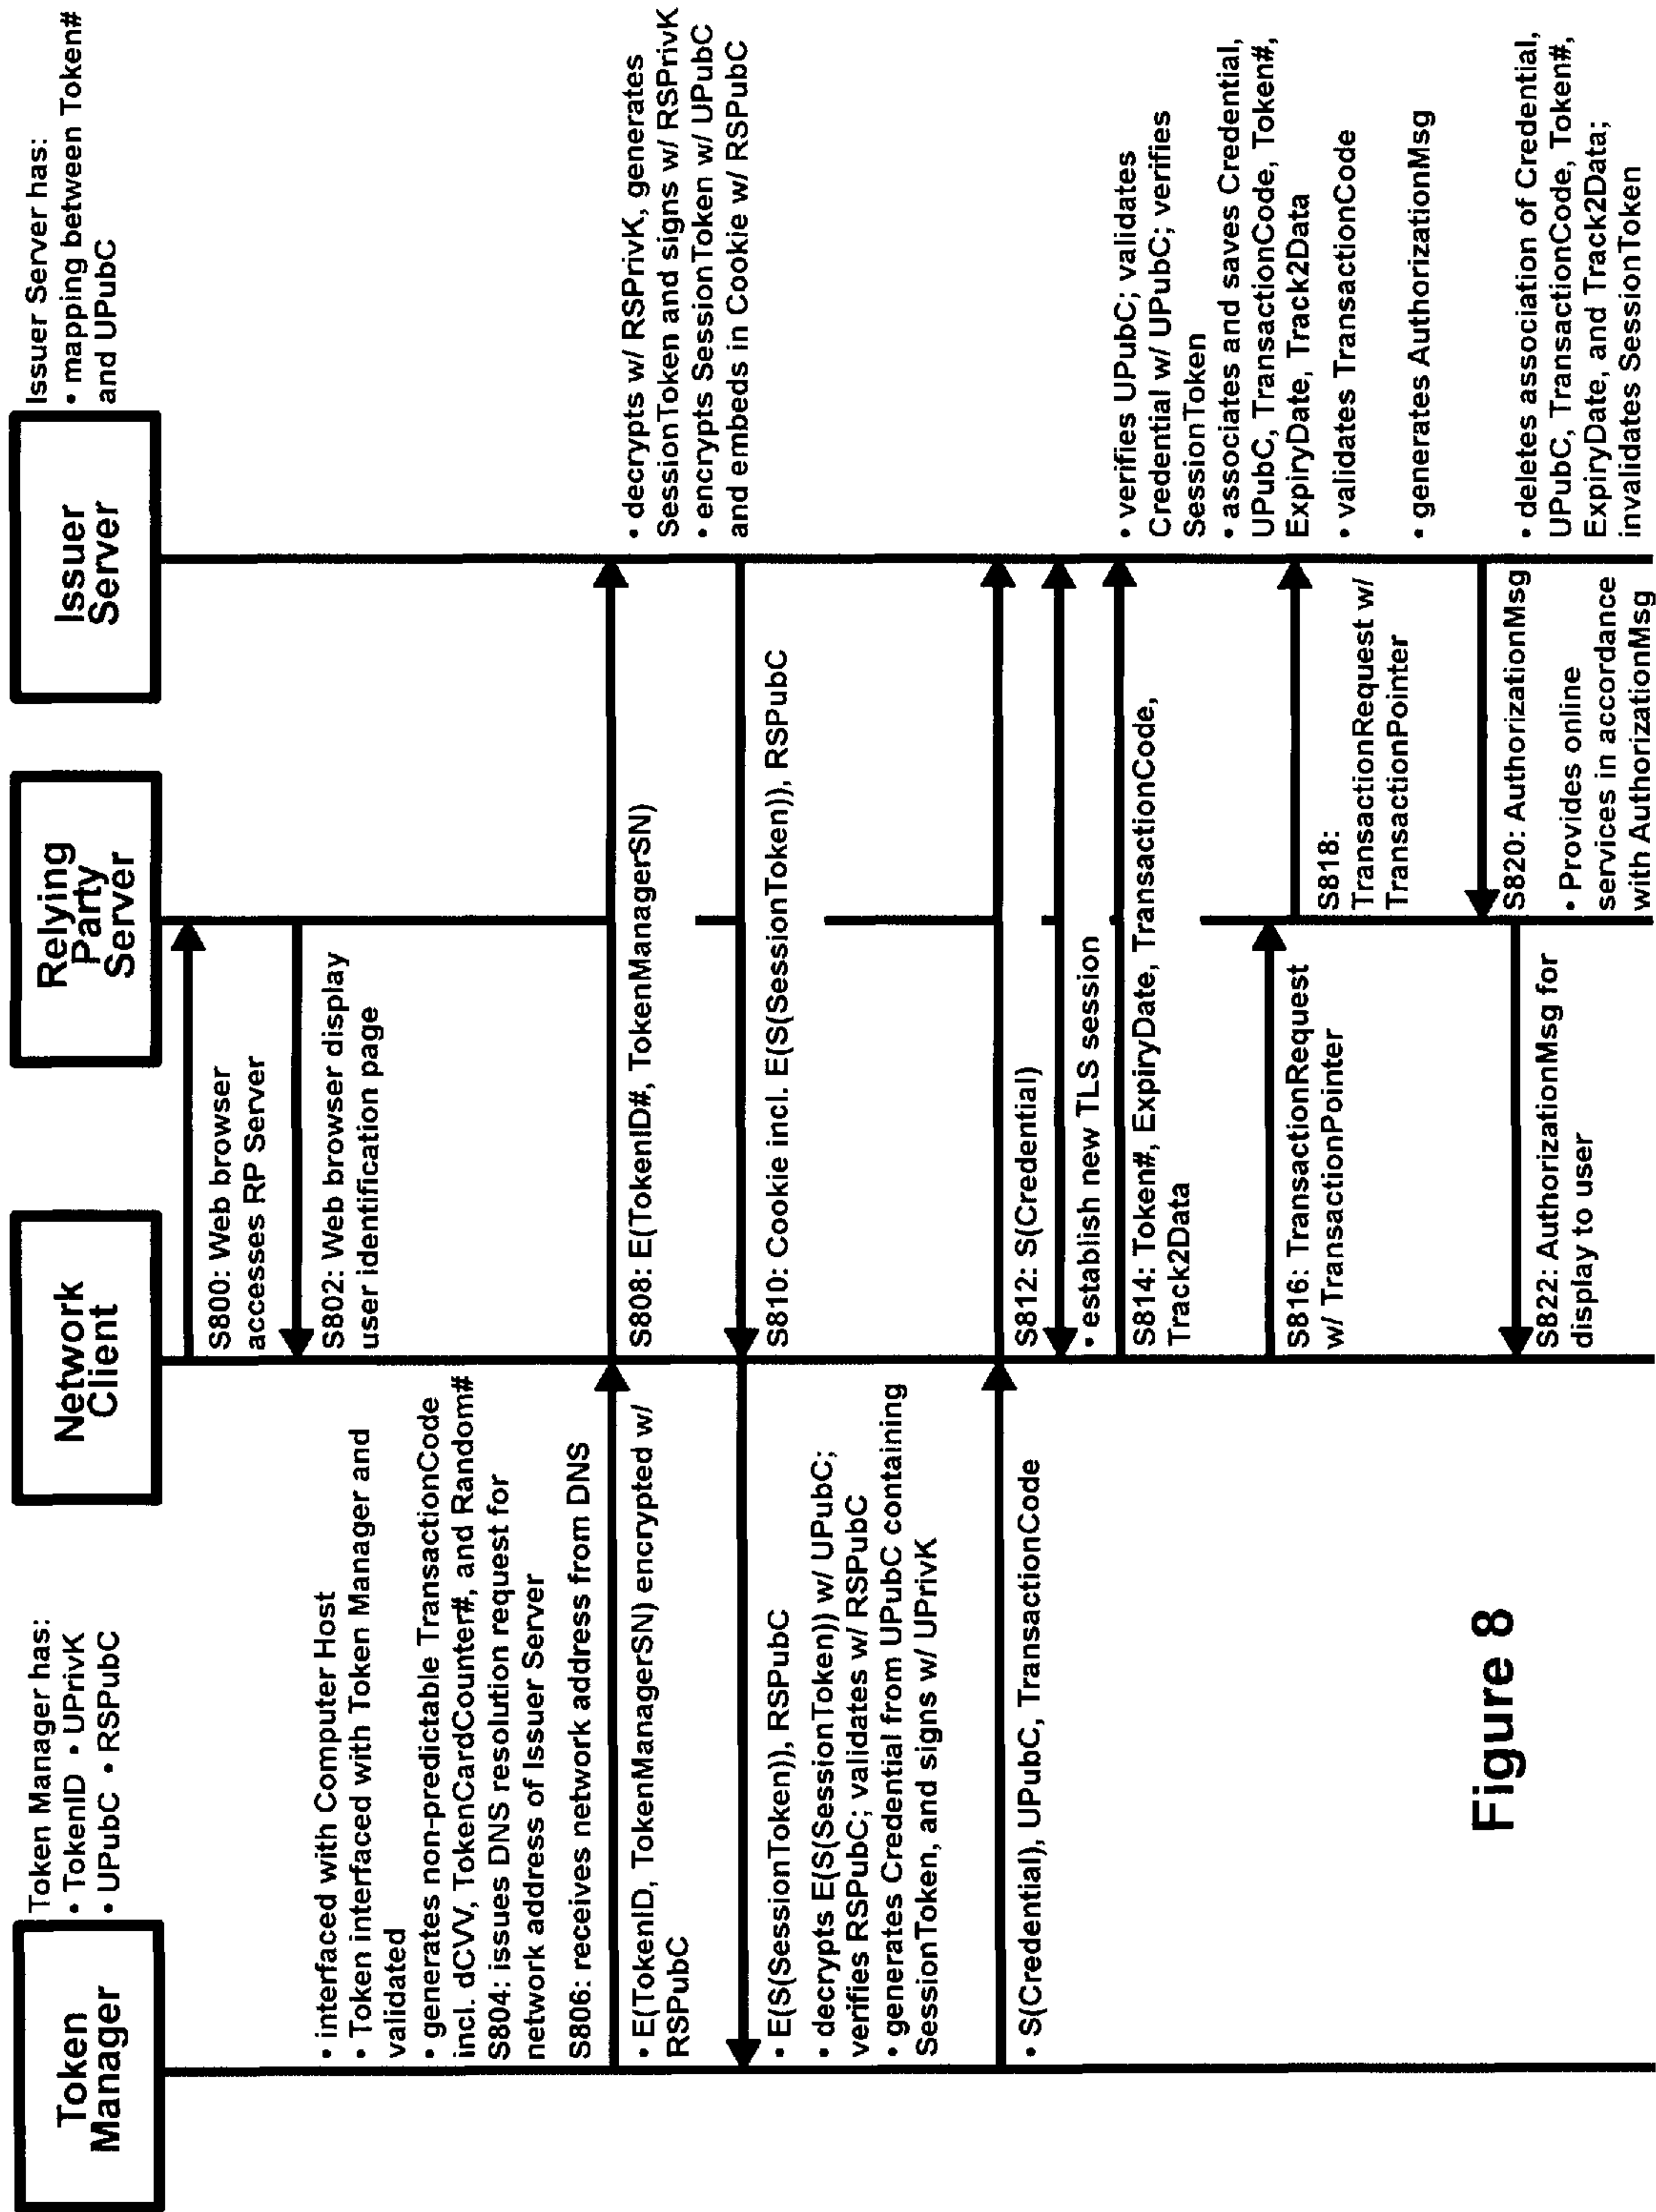 Token
Manager
Network
Client
Relying
Party
Server
Issuer
Server
Token Manager has:
• TokenID • UPrivK
• UPubC • RSPubC
Issuer Server has:
• mapping between Token#
and UPubC
S800: Web browser
accesses RP Server
S802: Web browser display
user identification page
• interfaced with Computer Host
• Token interfaced with Token Manager and
validated
• generates non-predictable TransactionCode
incl. dCVV, TokenCardCounter#, and Random#
S804: issues DNS resolution request for
network address of Issuer Server
S806: receives network address from DNS
• E(TokenID, TokenManagerSN) encrypted w/
RSPubC
S808: E(TokenID#, TokenManagerSN)
• decrypts w/ RSPrivK, generates
SessionToken and signs w/ RSPrivK
• encrypts SessionToken w/ UPubC
and embeds in Cookie w/ RSPubC
S810: Cookie incl. E(S(SessionToken)), RSPubC
• E(S(SessionToken)), RSPubC
• decrypts E(S(SessionToken)) w/ UPubC;
verifies RSPubC; validates w/ RSPubC
• generates Credential from UPubC containing
SessionToken, and signs w/ UPrivK
• S(Credential), UPubC, TransactionCode
S812: S(Credential)
• establish new TLS session
S814: Token#, ExpiryDate, TransactionCode,
Track2Data
• verifies UPubC; validates
Credential w/ UPubC; verifies
SessionToken
• associates and saves Credential,
UPubC, TransactionCode, Token#,
ExpiryDate, Track2Data
• validates TransactionCode
S816: TransactionRequest
w/ TransactionPointer
S818:
TransactionRequest w/
TransactionPointer
• generates AuthorizationMsg
S820: AuthorizationMsg
• Provides online
services in accordance
with AuthorizationMsg
S822: AuthorizationMsg for
display to user
• deletes association of Credential,
UPubC, TransactionCode, Token#,
ExpiryDate, and Track2Data;
invalidates SessionToken
Figure 8